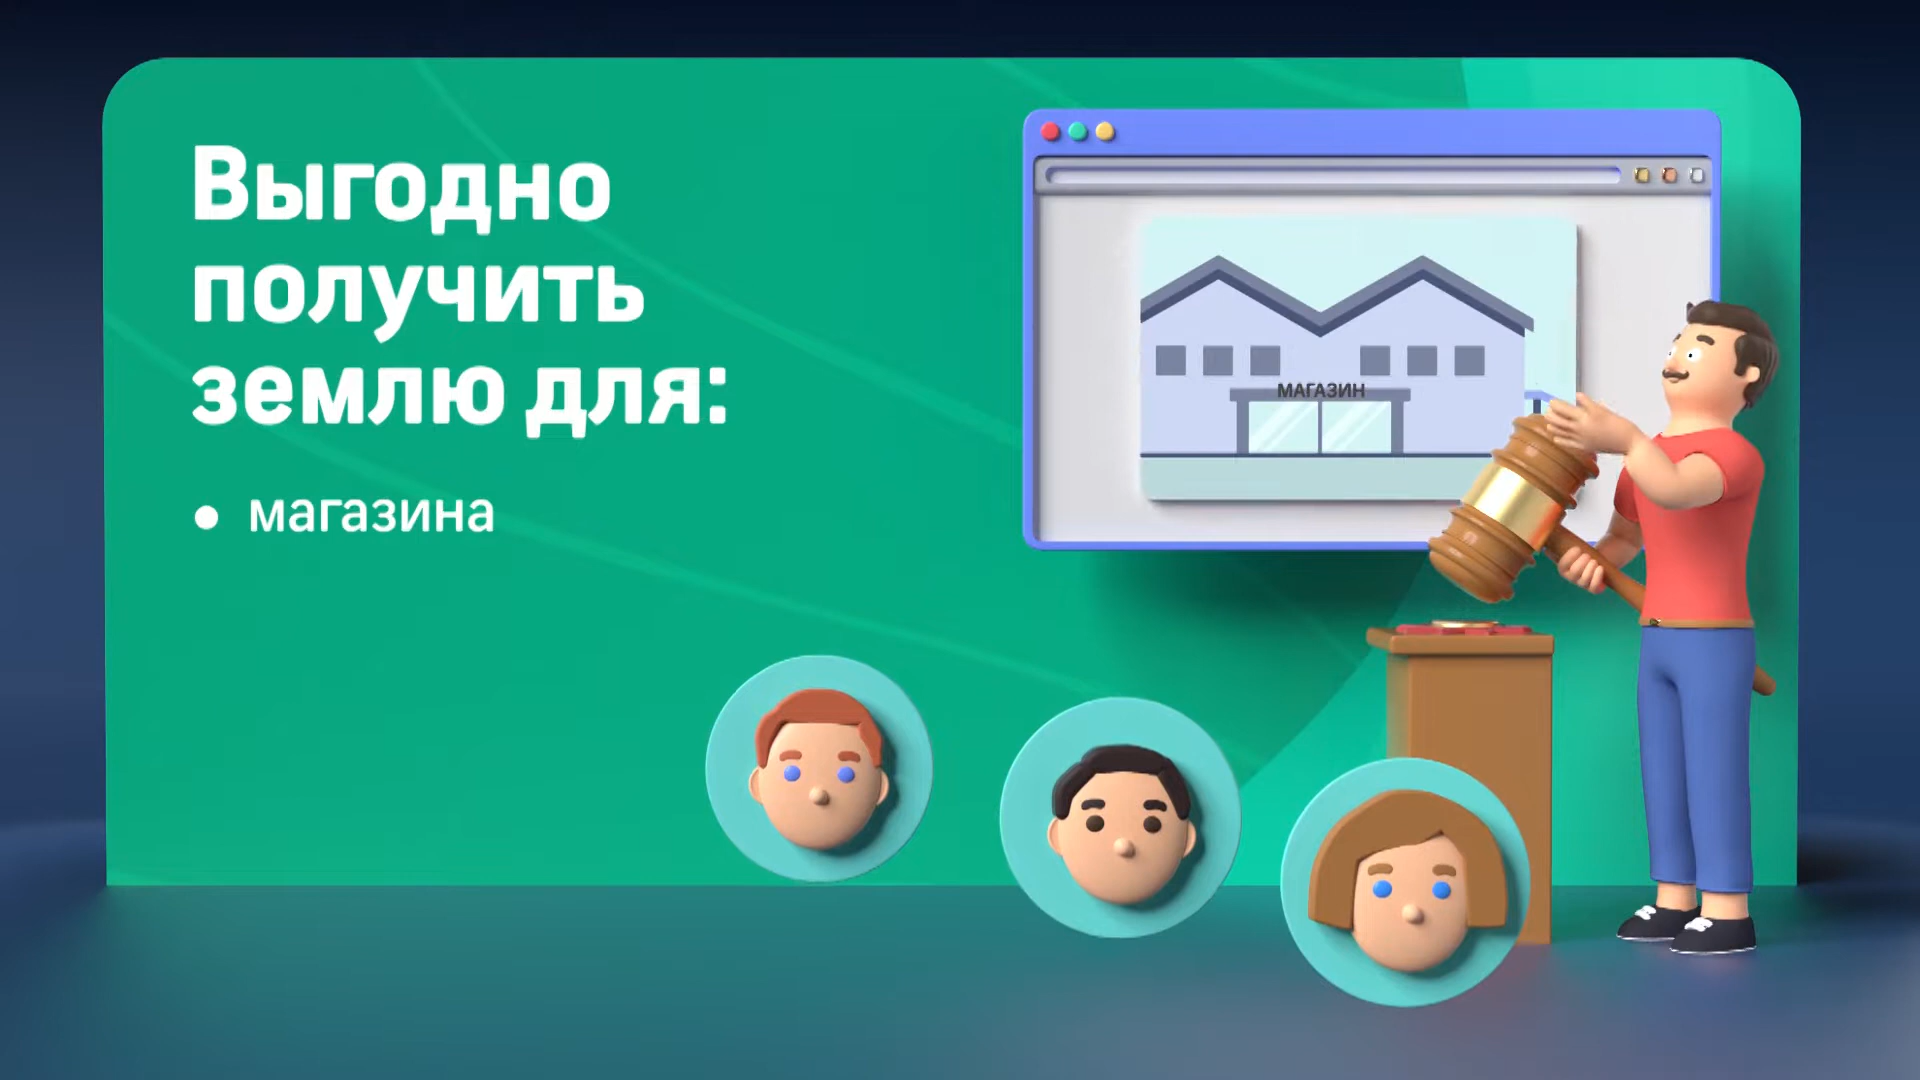 Выгодно
получить
землю для:
• магазина
МАГАЗИН